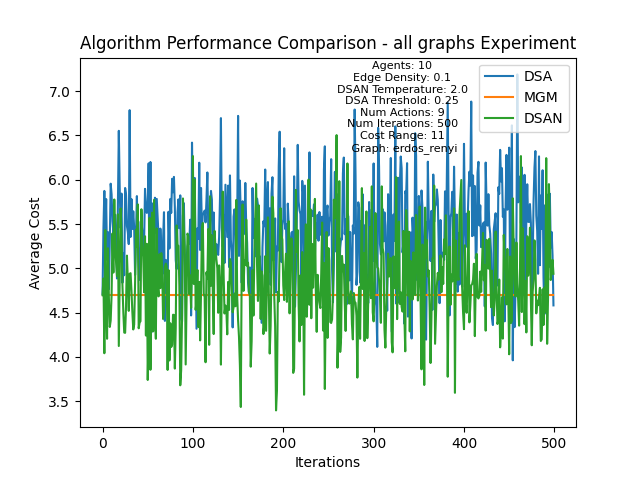 Algorithm Performance Comparison - all graphs Experiment
Agents: 10
Edge Density: 0.1
DSAN Temperature: 2.0
DSA Threshold: 0.25
Num Actions: 9
Num Iterations: 500
Cost Range: 11
Graph: erdos_renyi
DSA
MGM
DSAN
Average Cost
7.0
6.5
6.0
5.5
5.0
4.5
4.0
3.5
0 100 200 300 400 500
Iterations